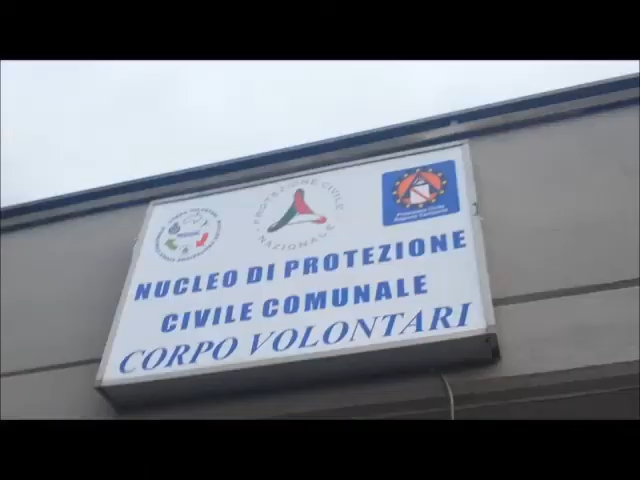 PROTEZIONE CIVILE
NAZIONALE
NUCLEO DI PROTEZIONE
CIVILE COMUNALE
CORPO VOLONTARI